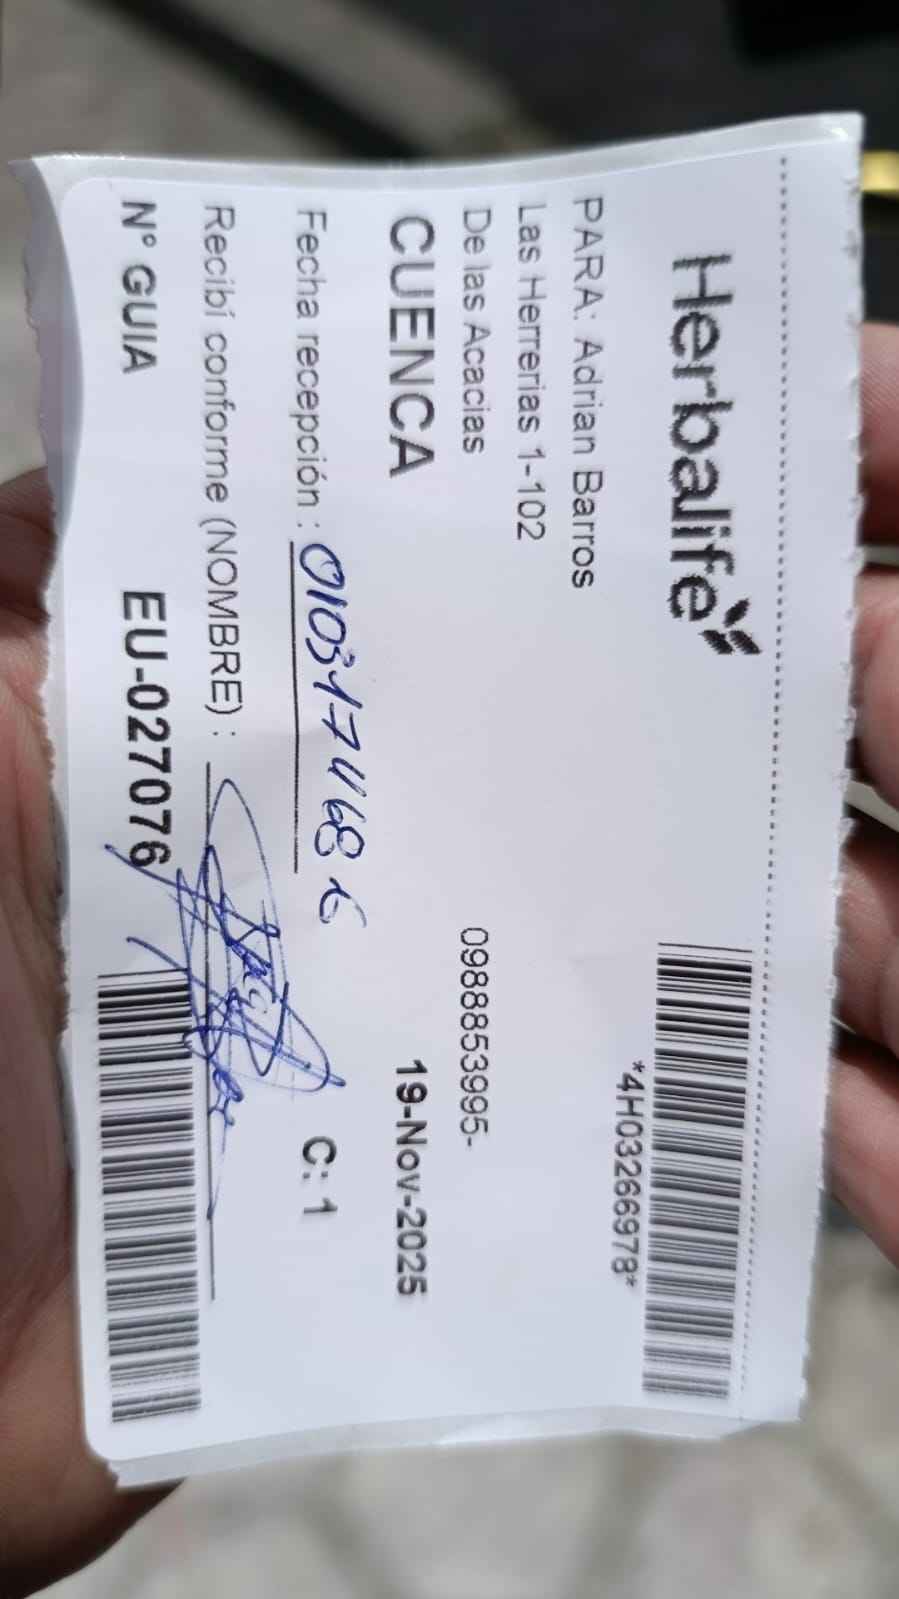 Herbalife
*4H03266978*
PARA: Adrian Barros
Las Herrerias 1-102
De las Acacias 0988853995-
CUENCA 19-Nov-2025
Fecha recepción : 0103174686 C: 1
Recibí conforme (NOMBRE) :
Nº GUIA EU-027076